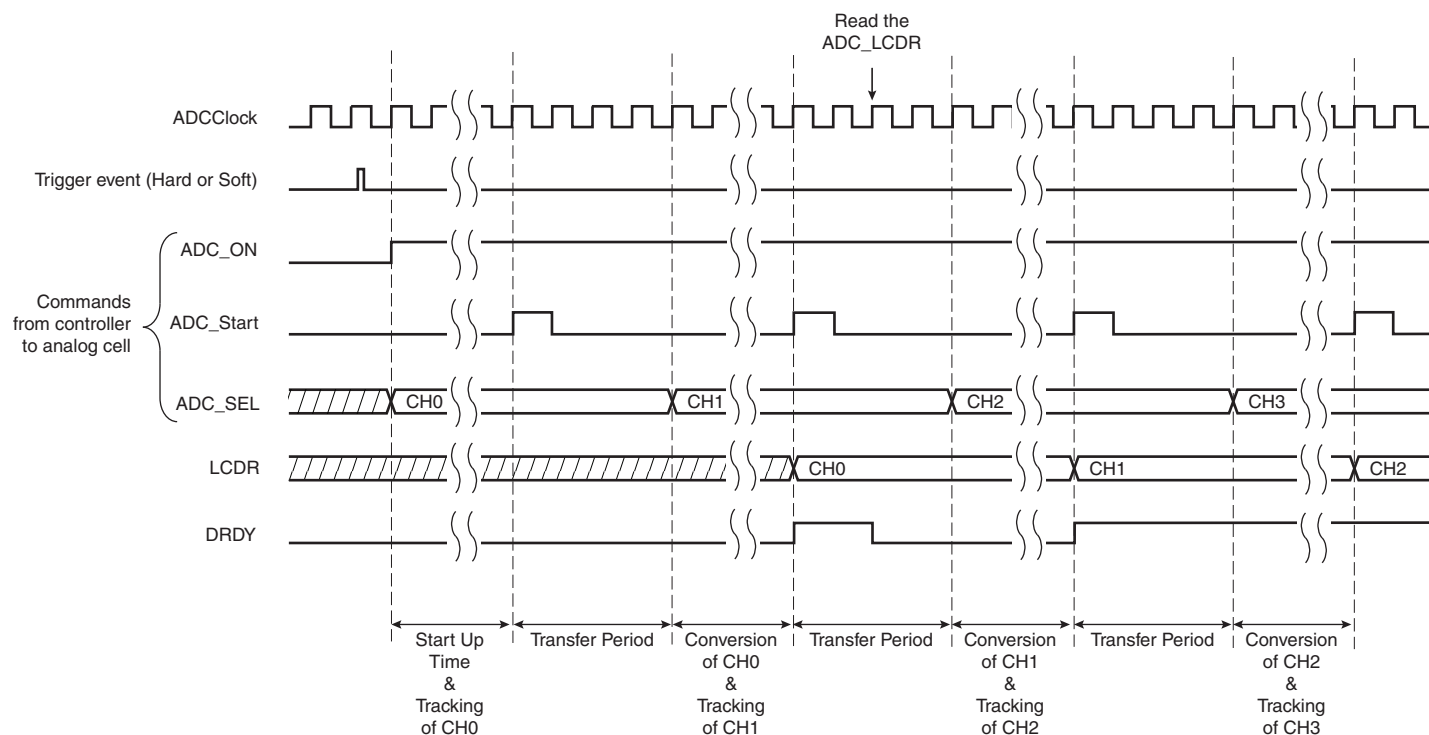 Read the
ADC_LCDR
ADCClock
Trigger event (Hard or Soft)
ADC_ON
Commands
from controller
to analog cell
ADC_Start
ADC_SEL
CH0
CH1
CH2
CH3
LCDR
CH0
CH1
CH2
DRDY
Start Up
Time
&
Tracking
of CH0
Transfer Period
Conversion
of CH0
&
Tracking
of CH1
Transfer Period
Conversion
of CH1
&
Tracking
of CH2
Transfer Period
Conversion
of CH2
&
Tracking
of CH3